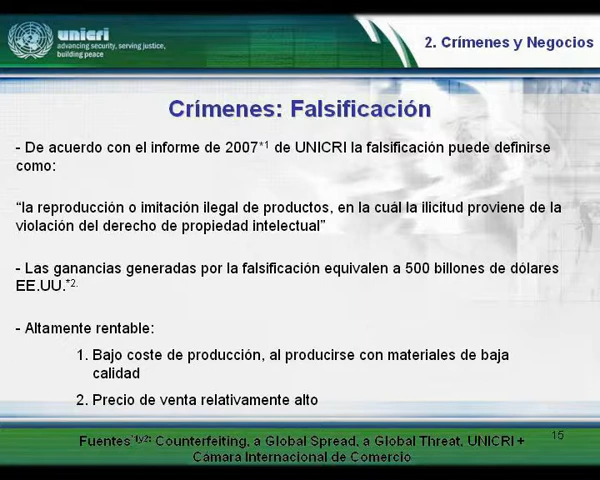 unicri
advancing security, serving justice,
building peace
2. Crímenes y Negocios
Crímenes: Falsificación
- De acuerdo con el informe de 2007*1 de UNICRI la falsificación puede definirse
como:
“la reproducción o imitación ilegal de productos, en la cuál la ilicitud proviene de la
violación del derecho de propiedad intelectual”
- Las ganancias generadas por la falsificación equivalen a 500 billones de dólares
EE.UU.*2.
- Altamente rentable:
1. Bajo coste de producción, al producirse con materiales de baja
calidad
2. Precio de venta relativamente alto
15
Fuentes*1y2: Counterfeiting, a Global Spread, a Global Threat, UNICRI +
Cámara Internacional de Comercio